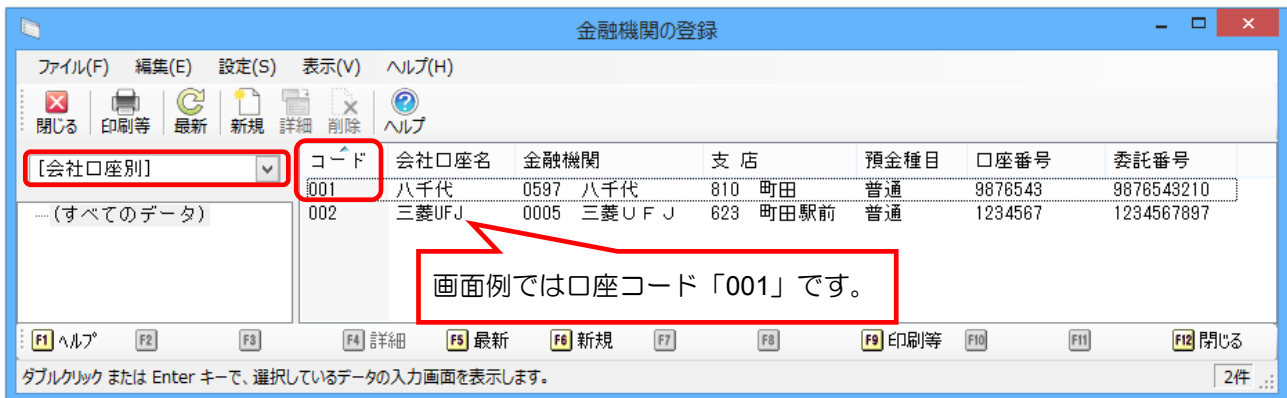 金融機関の登録
ファイル(F) 編集(E) 設定(S) 表示(V) ヘルプ(H)
閉じる 印刷等 最新 新規 詳細 削除 ヘルプ
[会社口座別]
(すべてのデータ)
コード 会社口座名 金融機関 支 店 預金種目 口座番号 委託番号
001 八千代 0597 八千代 810 町田 普通 9876543 9876543210
002 三菱UFJ 0005 三菱UFJ 623 町田駅前 普通 1234567 1234567897
画面例では口座コード「001」です。
F1 ヘルプ F2 F3 F4 詳細 F5 最新 F6 新規 F7 F8 F9 印刷等 F10 F11 F12 閉じる
ダブルクリック または Enter キーで、選択しているデータの入力画面を表示します。 2件